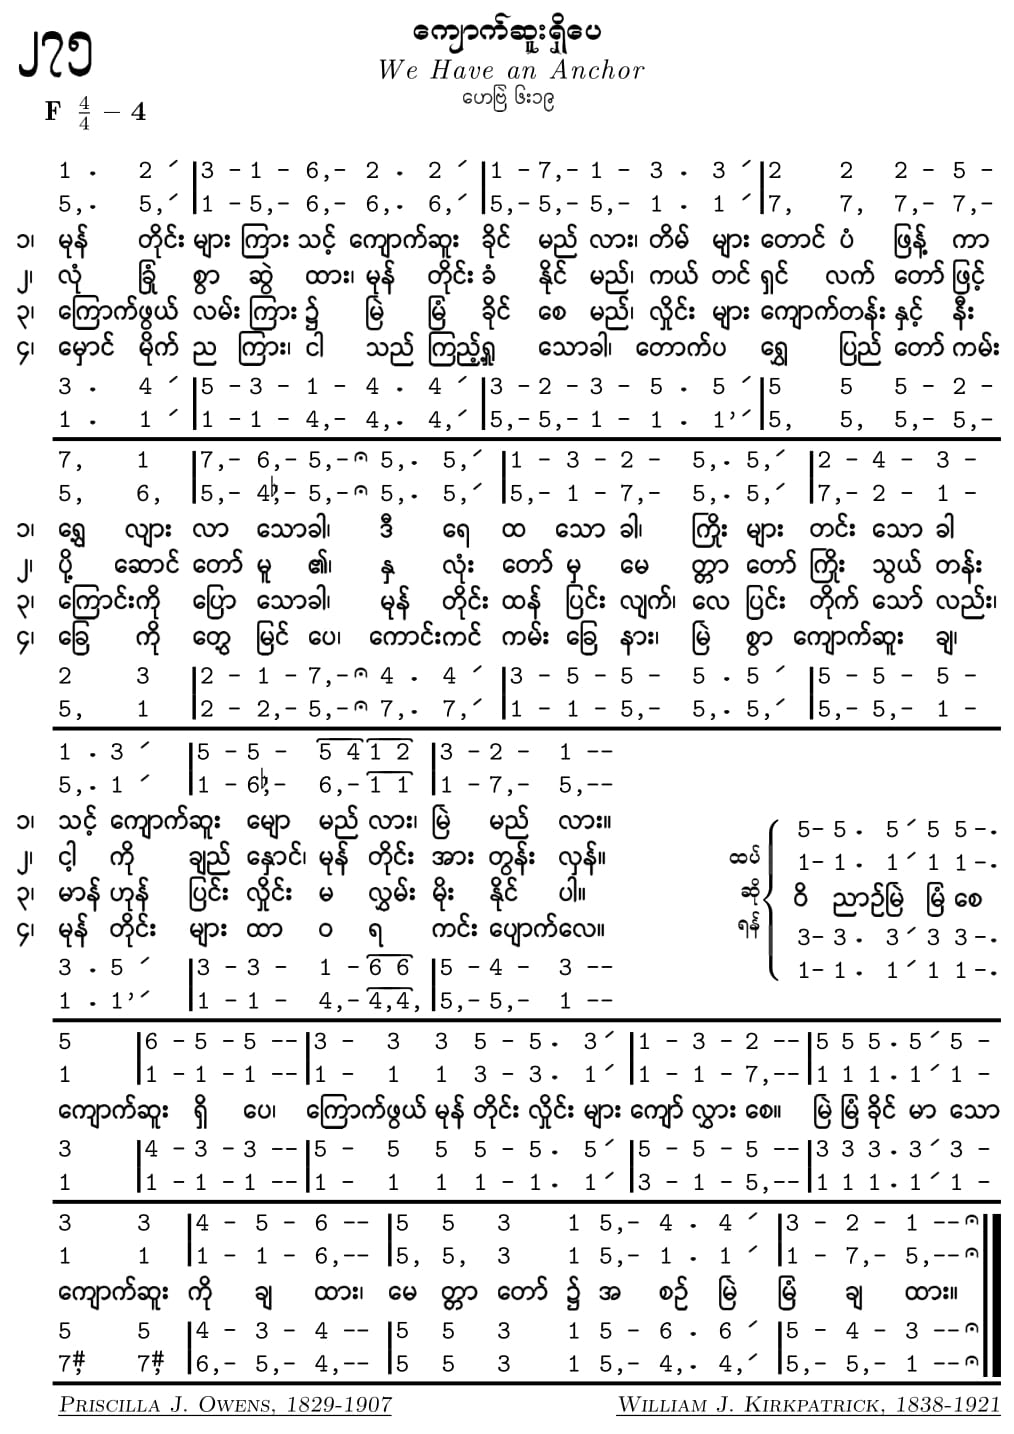 ၂၇၅
ကျောက်ဆူးရှိပေ
We Have an Anchor
ဟေဗြဲ ၆း၁၉
F 4/4 – 4
1 . 2 ᐟ |3 - 1 - 6,- 2 . 2 ᐟ |1 - 7,- 1 - 3 . 3 ᐟ |2 2 2 - 5 -
5,. 5,ᐟ |1 - 5,- 6,- 6,. 6,ᐟ |5,- 5,- 5,- 1 . 1 ᐟ |7, 7, 7,- 7,-
၁၊ မုန် တိုင်း များ ကြား သင့် ကျောက်ဆူး ခိုင် မည် လား၊ တိမ် များ တောင် ပံ ဖြန့် ကာ
၂၊ လုံ ခြုံ စွာ ဆွဲ ထား၊ မုန် တိုင်း ခံ နိုင် မည်၊ ကယ် တင် ရှင် လက် တော် ဖြင့်
၃၊ ကြောက်ဖွယ် လမ်း ကြား ၌ မြဲ မြံ ခိုင် စေ မည်၊ လှိုင်း များ ကျောက်တန်း နှင့် နီး
၄၊ မှောင် မိုက် ည ကြား၊ ငါ သည် ကြည့်ရှု သောခါ၊ တောက်ပ ရွှေ ပြည် တော် ကမ်း
3 . 4 ᐟ |5 - 3 - 1 - 4 . 4 ᐟ |3 - 2 - 3 - 5 . 5 ᐟ |5 5 5 - 2 -
1 . 1 ᐟ |1 - 1 - 4,- 4,. 4,ᐟ |5,- 5,- 1 - 1 . 1’ᐟ |5, 5, 5,- 5,-
7, 1 |7,- 6,- 5,-𝄐 5,. 5,ᐟ |1 - 3 - 2 - 5,. 5,ᐟ |2 - 4 - 3 -
5, 6, |5,- 4♭,- 5,-𝄐 5,. 5,ᐟ |5,- 1 - 7,- 5,. 5,ᐟ |7,- 2 - 1 -
၁၊ ရွေ့ လျား လာ သောခါ၊ ဒီ ရေ ထ သော ခါ၊ ကြိုး များ တင်း သော ခါ
၂၊ ပို့ ဆောင် တော် မူ ၏၊ နှ လုံး တော် မှ မေ တ္တာ တော် ကြိုး သွယ် တန်း
၃၊ ကြောင်းကို ပြော သောခါ၊ မုန် တိုင်း ထန် ပြင်း လျက်၊ လေ ပြင်း တိုက် သော် လည်း၊
၄၊ ခြေ ကို တွေ့ မြင် ပေ၊ ကောင်းကင် ကမ်း ခြေ နား၊ မြဲ စွာ ကျောက်ဆူး ချ၊
2 3 |2 - 1 - 7,-𝄐 4 . 4 ᐟ |3 - 5 - 5 - 5 . 5 ᐟ |5 - 5 - 5 -
5, 1 |2 - 2,- 5,-𝄐 7,. 7,ᐟ |1 - 1 - 5,- 5,. 5,ᐟ |5,- 5,- 1 -
1 . 3 ᐟ |5 - 5 - 5 4 1 2 |3 - 2 - 1 --
5,. 1 ᐟ |1 - 6♭,- 6,- 1 1 |1 - 7,- 5,--
၁၊ သင့် ကျောက်ဆူး မျော မည် လား၊ မြဲ မည် လား။
၂၊ ငါ့ ကို ချည် နှောင်၊ မုန် တိုင်း အား တွန်း လှန်။
၃၊ မာန် ဟုန် ပြင်း လှိုင်း မ လွှမ်း မိုး နိုင် ပါ။
၄၊ မုန် တိုင်း များ ထာ ဝ ရ ကင်း ပျောက်လေ။
3 . 5 ᐟ |3 - 3 - 1 - 6 6 |5 - 4 - 3 --
1 . 1’ᐟ |1 - 1 - 4,- 4,4, |5,- 5,- 1 --
ထပ်
ဆို
ရန်
5- 5 . 5 ᐟ 5 5 -.
1- 1 . 1 ᐟ 1 1 -.
ဝိ ညာဉ်မြဲ မြံ စေ
3- 3 . 3 ᐟ 3 3 -.
1- 1 . 1 ᐟ 1 1 -.
5 |6 - 5 - 5 -- |3 - 3 3 5 - 5 . 3ᐟ |1 - 3 - 2 -- |5 5 5 . 5 ᐟ 5 -
1 |1 - 1 - 1 -- |1 - 1 1 3 - 3 . 1ᐟ |1 - 1 - 7,-- |1 1 1 . 1 ᐟ 1 -
ကျောက်ဆူး ရှိ ပေ၊ ကြောက်ဖွယ် မုန် တိုင်း လှိုင်း များ ကျော် လွှား စေ။ မြဲ မြံ ခိုင် မာ သော
3 |4 - 3 - 3 -- |5 - 5 5 5 - 5 . 5ᐟ |5 - 5 - 5 -- |3 3 3 . 3 ᐟ 3 -
1 |1 - 1 - 1 -- |1 - 1 1 1 - 1 . 1ᐟ |3 - 1 - 5,-- |1 1 1 . 1 ᐟ 1 -
3 3 |4 - 5 - 6 -- |5 5 3 1 5,- 4 . 4 ᐟ |3 - 2 - 1 --𝄐
1 1 |1 - 1 - 6,-- |5, 5, 3 1 5,- 1 . 1 ᐟ |1 - 7,- 5,--𝄐
ကျောက်ဆူး ကို ချ ထား၊ မေ တ္တာ တော် ၌ အ စဉ် မြဲ မြံ ချ ထား။
5 5 |4 - 3 - 4 -- |5 5 3 1 5 - 6 . 6 ᐟ |5 - 4 - 3 --𝄐
7#, 7#, |6,- 5,- 4,-- |5 5 3 1 5,- 4,. 4,ᐟ |5,- 5,- 1 --𝄐
PRISCILLA J. OWENS, 1829-1907
WILLIAM J. KIRKPATRICK, 1838-1921